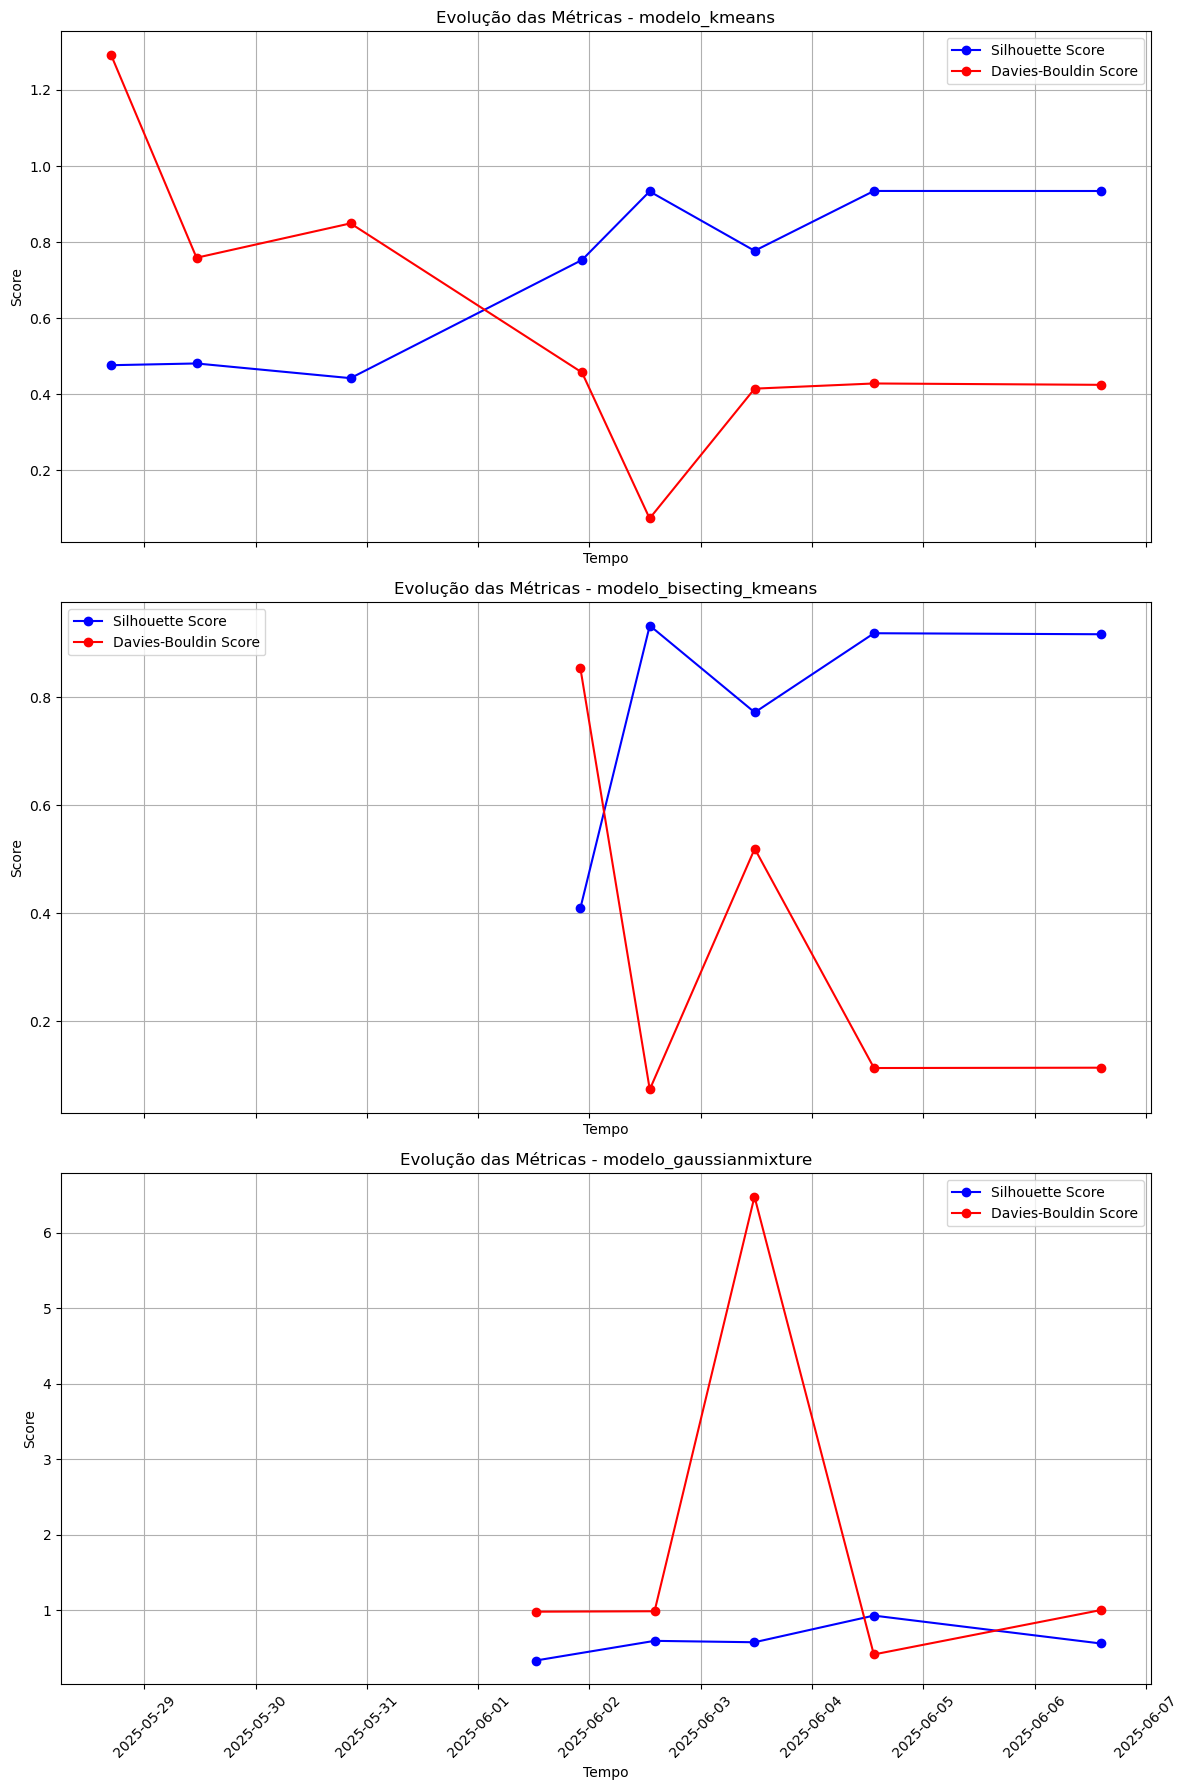 Evolução das Métricas - modelo_kmeans
Silhouette Score
Davies-Bouldin Score
1.2
1.0
0.8
0.6
0.4
0.2
Score
Tempo
Evolução das Métricas - modelo_bisecting_kmeans
Silhouette Score
Davies-Bouldin Score
0.8
0.6
0.4
0.2
Score
Tempo
Evolução das Métricas - modelo_gaussianmixture
Silhouette Score
Davies-Bouldin Score
6
5
4
3
2
1
Score
2025-05-29
2025-05-30
2025-05-31
2025-06-01
2025-06-02
2025-06-03
2025-06-04
2025-06-05
2025-06-06
2025-06-07
Tempo